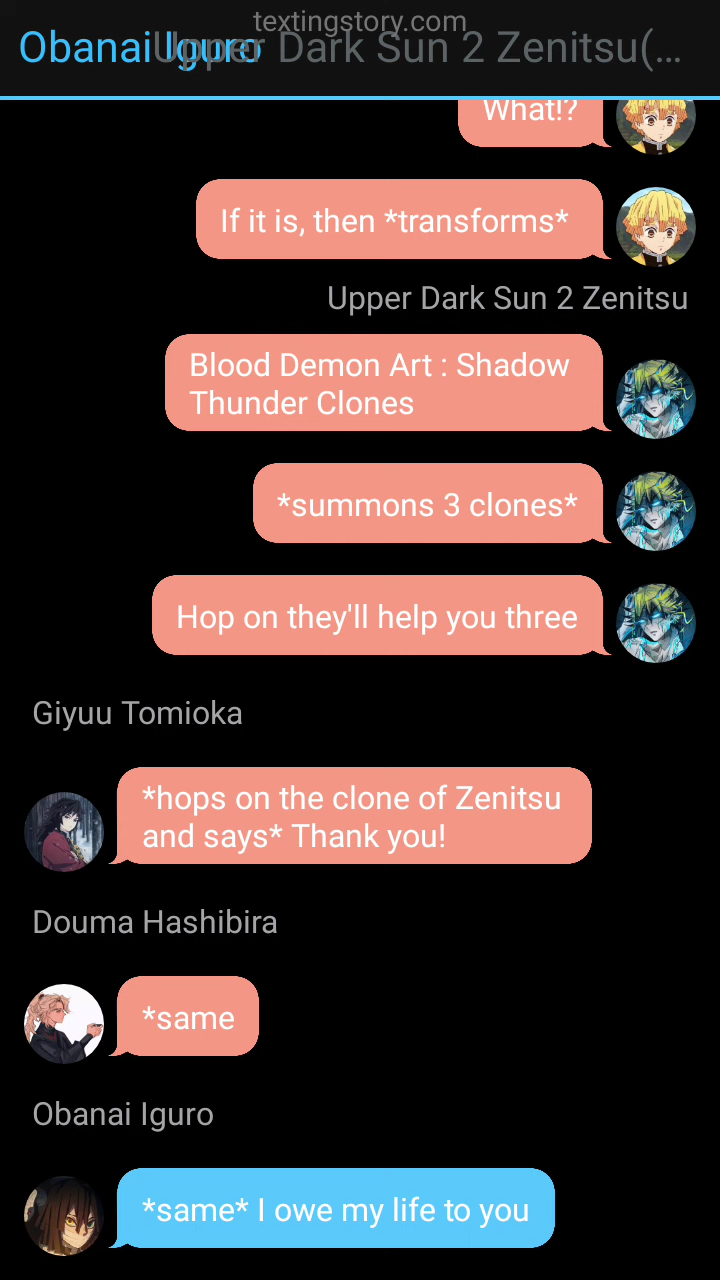 textingstory.com
Obanai Iguro
Upper Dark Sun 2 Zenitsu(...
What!?
If it is, then *transforms*
Upper Dark Sun 2 Zenitsu
Blood Demon Art : Shadow
Thunder Clones
*summons 3 clones*
Hop on they'll help you three
Giyuu Tomioka
*hops on the clone of Zenitsu
and says* Thank you!
Douma Hashibira
*same
Obanai Iguro
*same* I owe my life to you